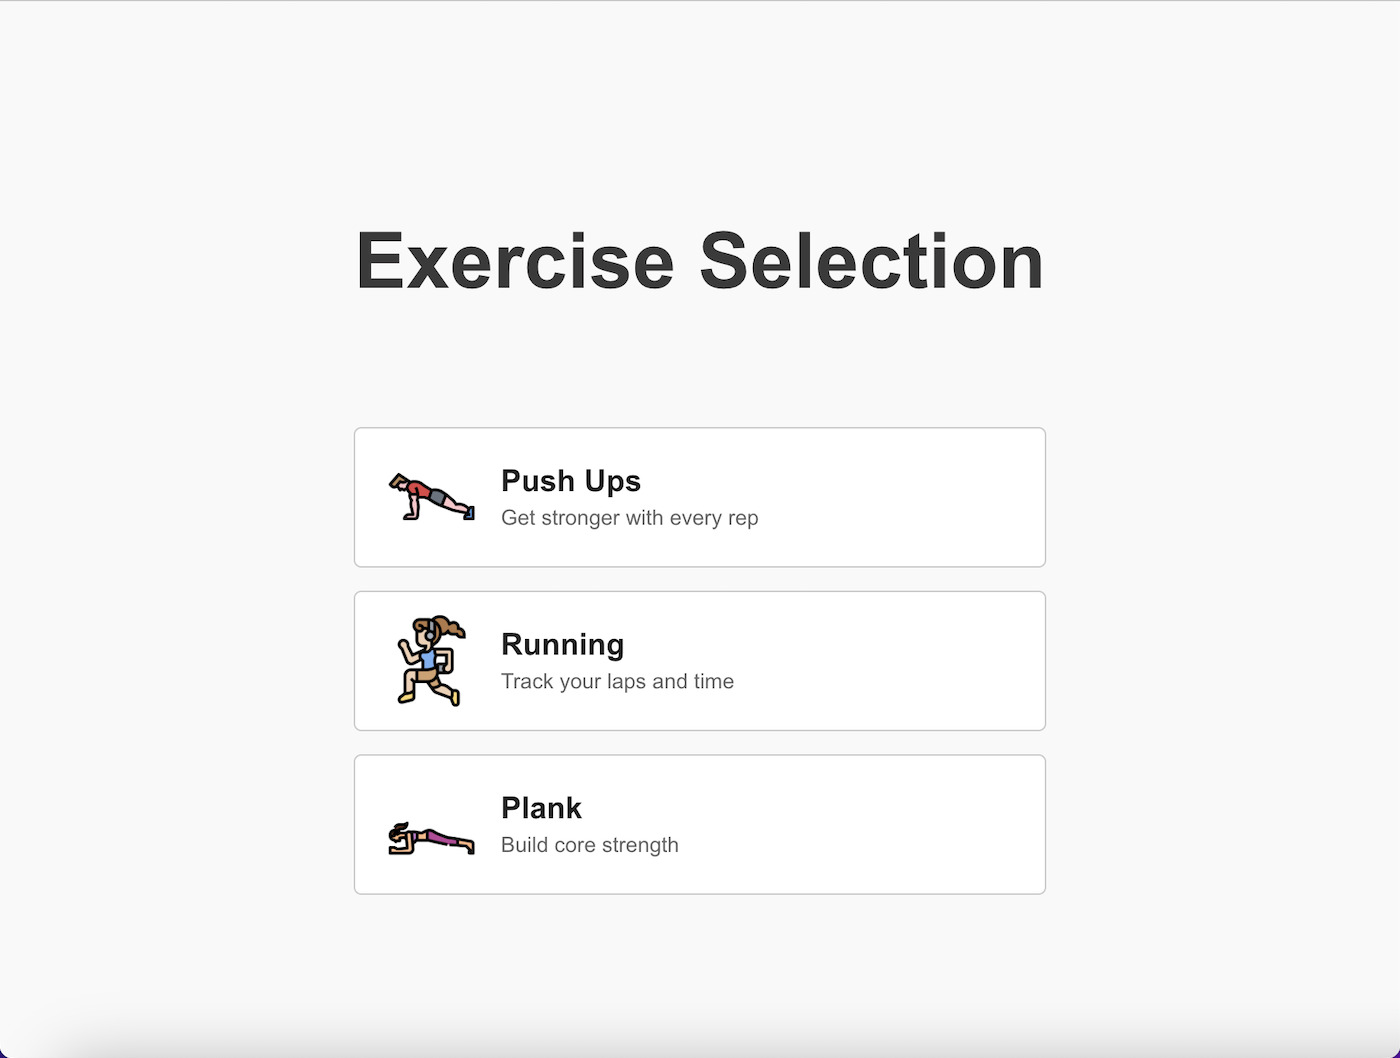 Exercise Selection
Push Ups
Get stronger with every rep
Running
Track your laps and time
Plank
Build core strength